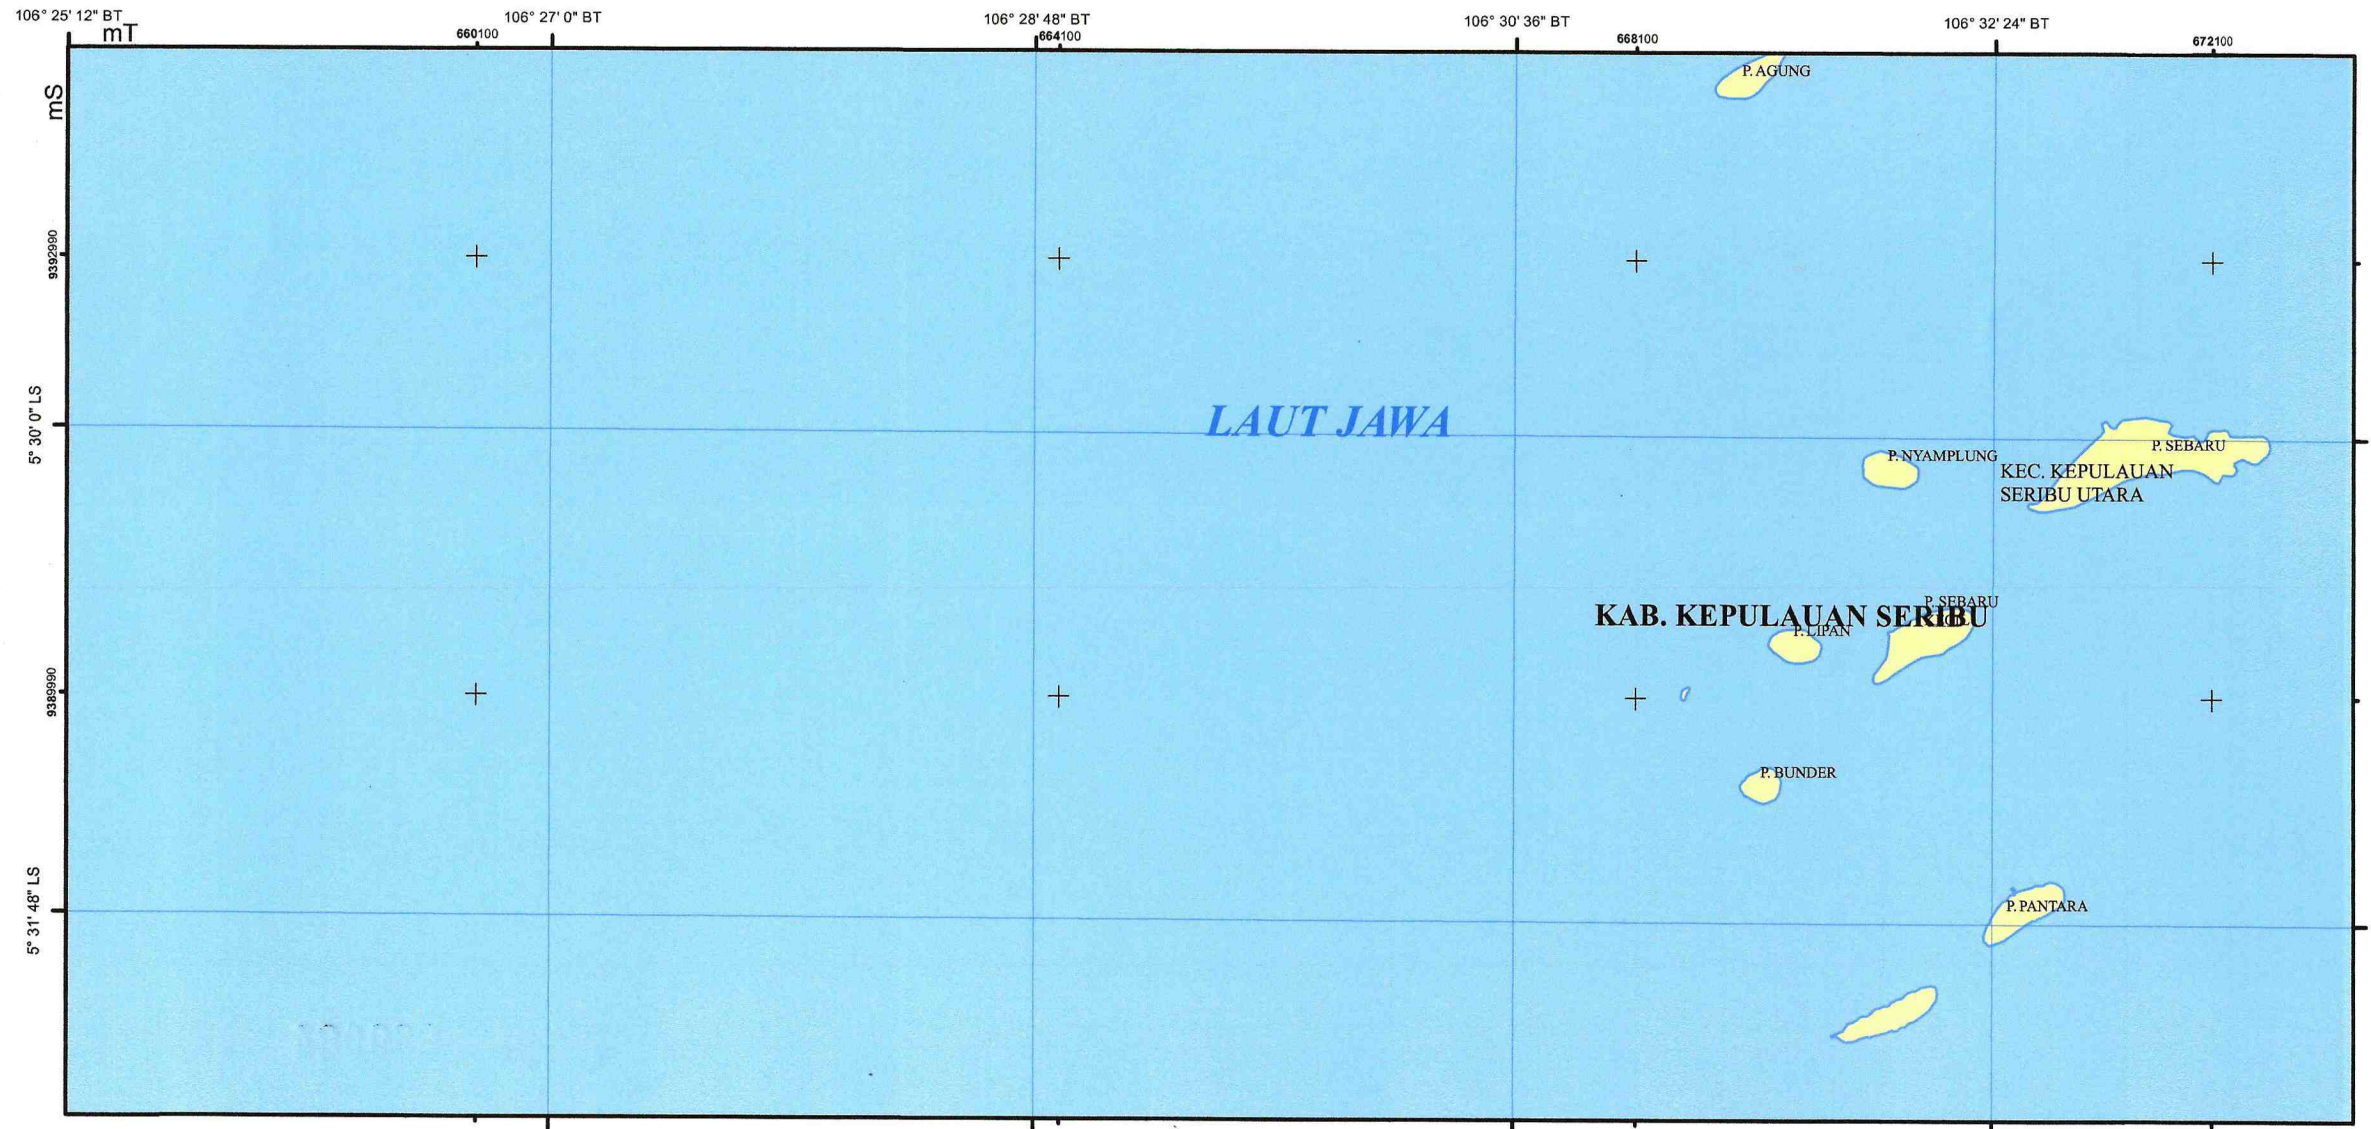 106° 25' 12" BT
106° 27' 0" BT
106° 28' 48" BT
106° 30' 36" BT
106° 32' 24" BT
mT
660100
664100
668100
672100
mS
P. AGUNG
9392990
5° 30' 0" LS
LAUT JAWA
P. SEBARU
P. NYAMPLUNG
KEC. KEPULAUAN
SERIBU UTARA
P. SEBARU
KAB. KEPULAUAN SERIBU
P. LIPAN
9389990
P. BUNDER
5° 31' 48" LS
P. PANTARA